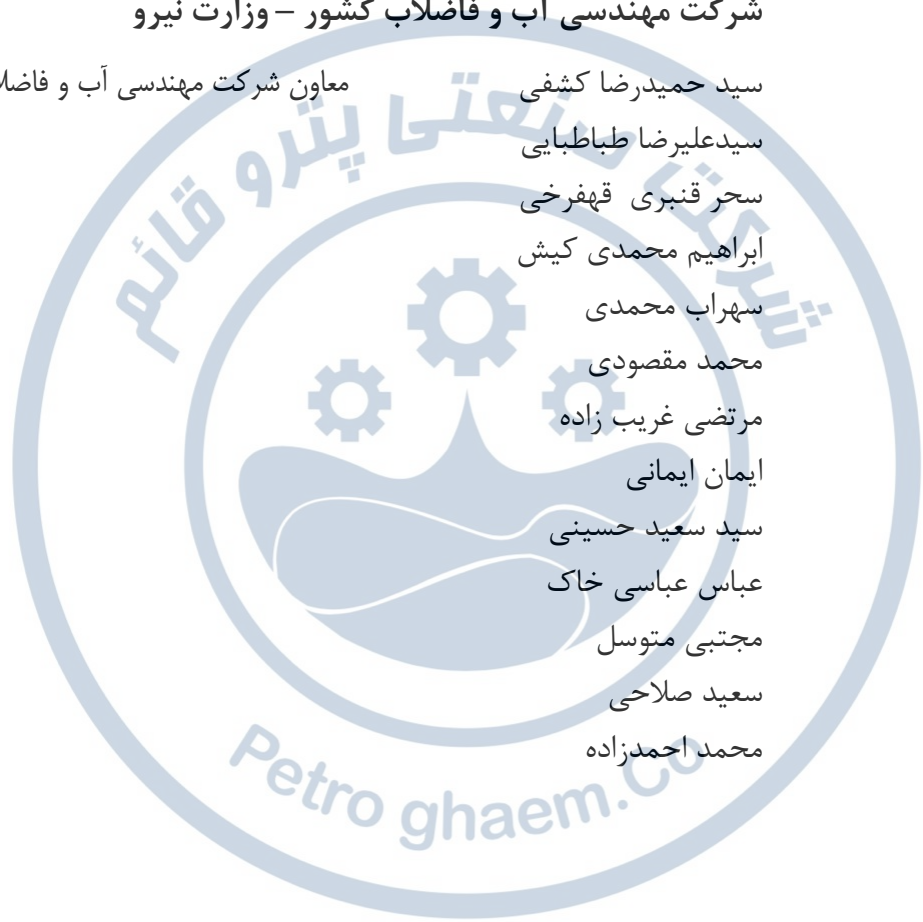 شرکت مهندسی آب و فاضلاب کشور – وزارت نیرو
سید حمیدرضا کشفی معاون شرکت مهندسی آب و فاضلا
سیدعلیرضا طباطبایی
سحر قنبری قهفرخی
ابراهیم محمدی کیش
سهراب محمدی
محمد مقصودی
مرتضی غریب زاده
ایمان ایمانی
سید سعید حسینی
عباس عباسی خاک
مجتبی متوسل
سعید صلاحی
محمد احمدزاده
شرکت صنعتی پترو قائم
Petro ghaem.Co